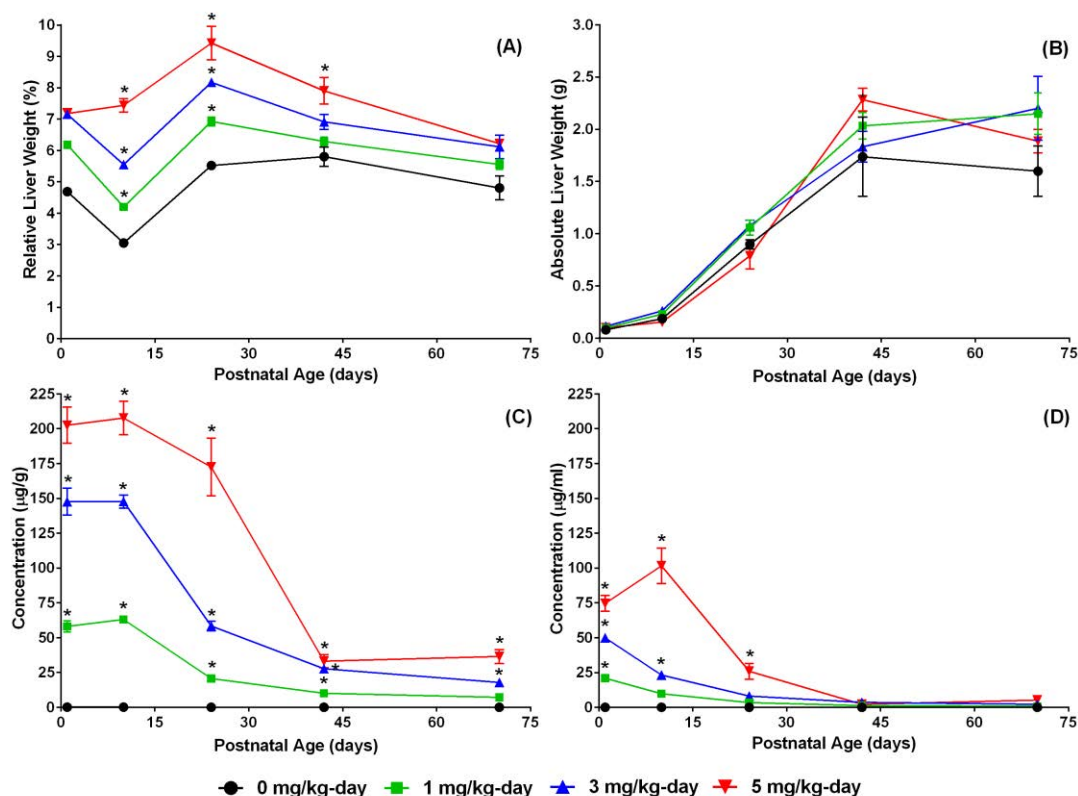 (A)
Relative Liver Weight (%)
10
9
8
7
6
5
4
3
2
1
0
* * * * * * *
0 15 30 45 60 75
Postnatal Age (days)
(B)
Absolute Liver Weight (g)
3.0
2.5
2.0
1.5
1.0
0.5
0.0
0 15 30 45 60 75
Postnatal Age (days)
(C)
Concentration (µg/g)
225
200
175
150
125
100
75
50
25
0
* * * * * * * * * * * * * *
0 15 30 45 60 75
Postnatal Age (days)
(D)
Concentration (µg/ml)
225
200
175
150
125
100
75
50
25
0
* * * * * *
0 15 30 45 60 75
Postnatal Age (days)
0 mg/kg-day 1 mg/kg-day 3 mg/kg-day 5 mg/kg-day